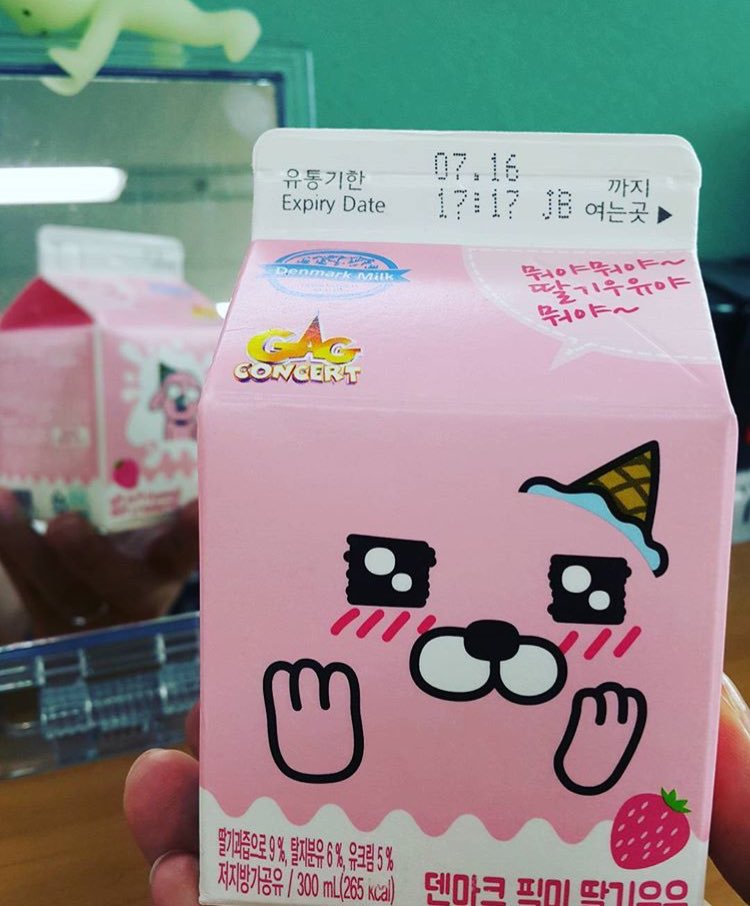 유통기한
Expiry Date
07.16
17:17 JB
까지
여는곳▶
Denmark Milk
GAG
CONCERT
뭐야뭐야~
딸기우유야
뭐야~
딸기과즙으로 9%, 탈지분유 6%, 유크림 5%
저지방가공유 / 300 mL(265 kcal)
덴마크 필미 딸기우유